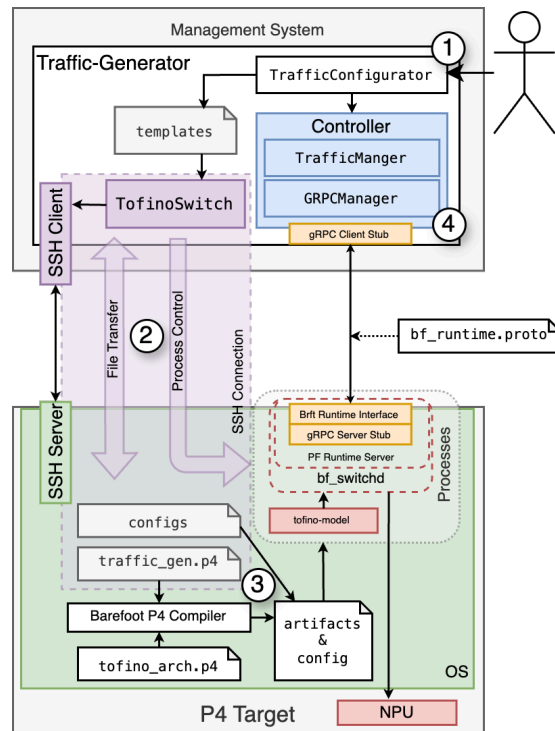 Management System
1
Traffic-Generator
TrafficConfigurator
templates
Controller
TrafficManger
GRPCManager
TofinoSwitch
4
gRPC Client Stub
SSH Client
File Transfer
2
Process Control
SSH Connection
bf_runtime.proto
SSH Server
Brft Runtime Interface
gRPC Server Stub
PF Runtime Server
bf_switchd
Processes
tofino-model
configs
traffic_gen.p4
3
Barefoot P4 Compiler
artifacts
&
config
tofino_arch.p4
OS
P4 Target
NPU